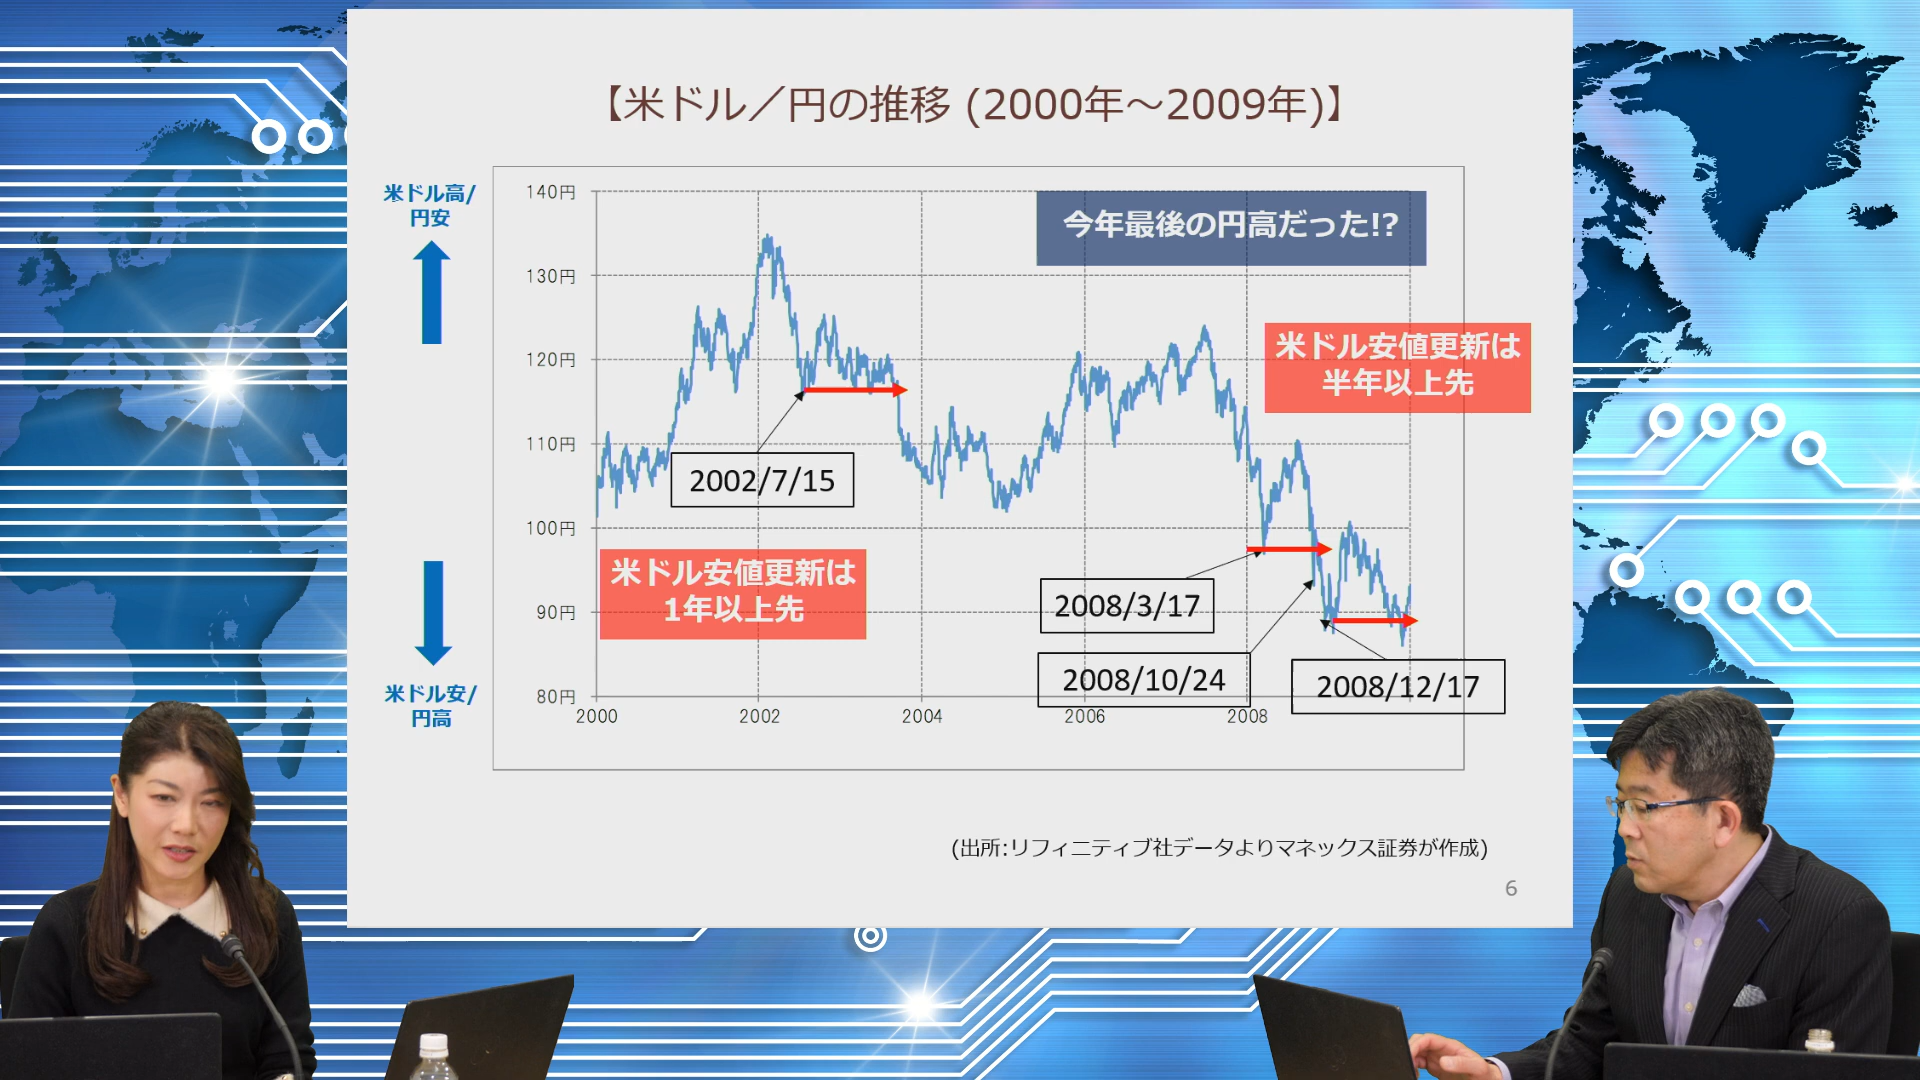 【米ドル／円の推移 (2000年～2009年)】
米ドル高/
円安
140円
130円
120円
110円
100円
90円
80円
今年最後の円高だった!?
米ドル安値更新は
半年以上先
2002/7/15
米ドル安値更新は
1年以上先
2008/3/17
2008/10/24
2008/12/17
米ドル安/
円高
2000
2002
2004
2006
2008
(出所:リフィニティブ社データよりマネックス証券が作成)
6